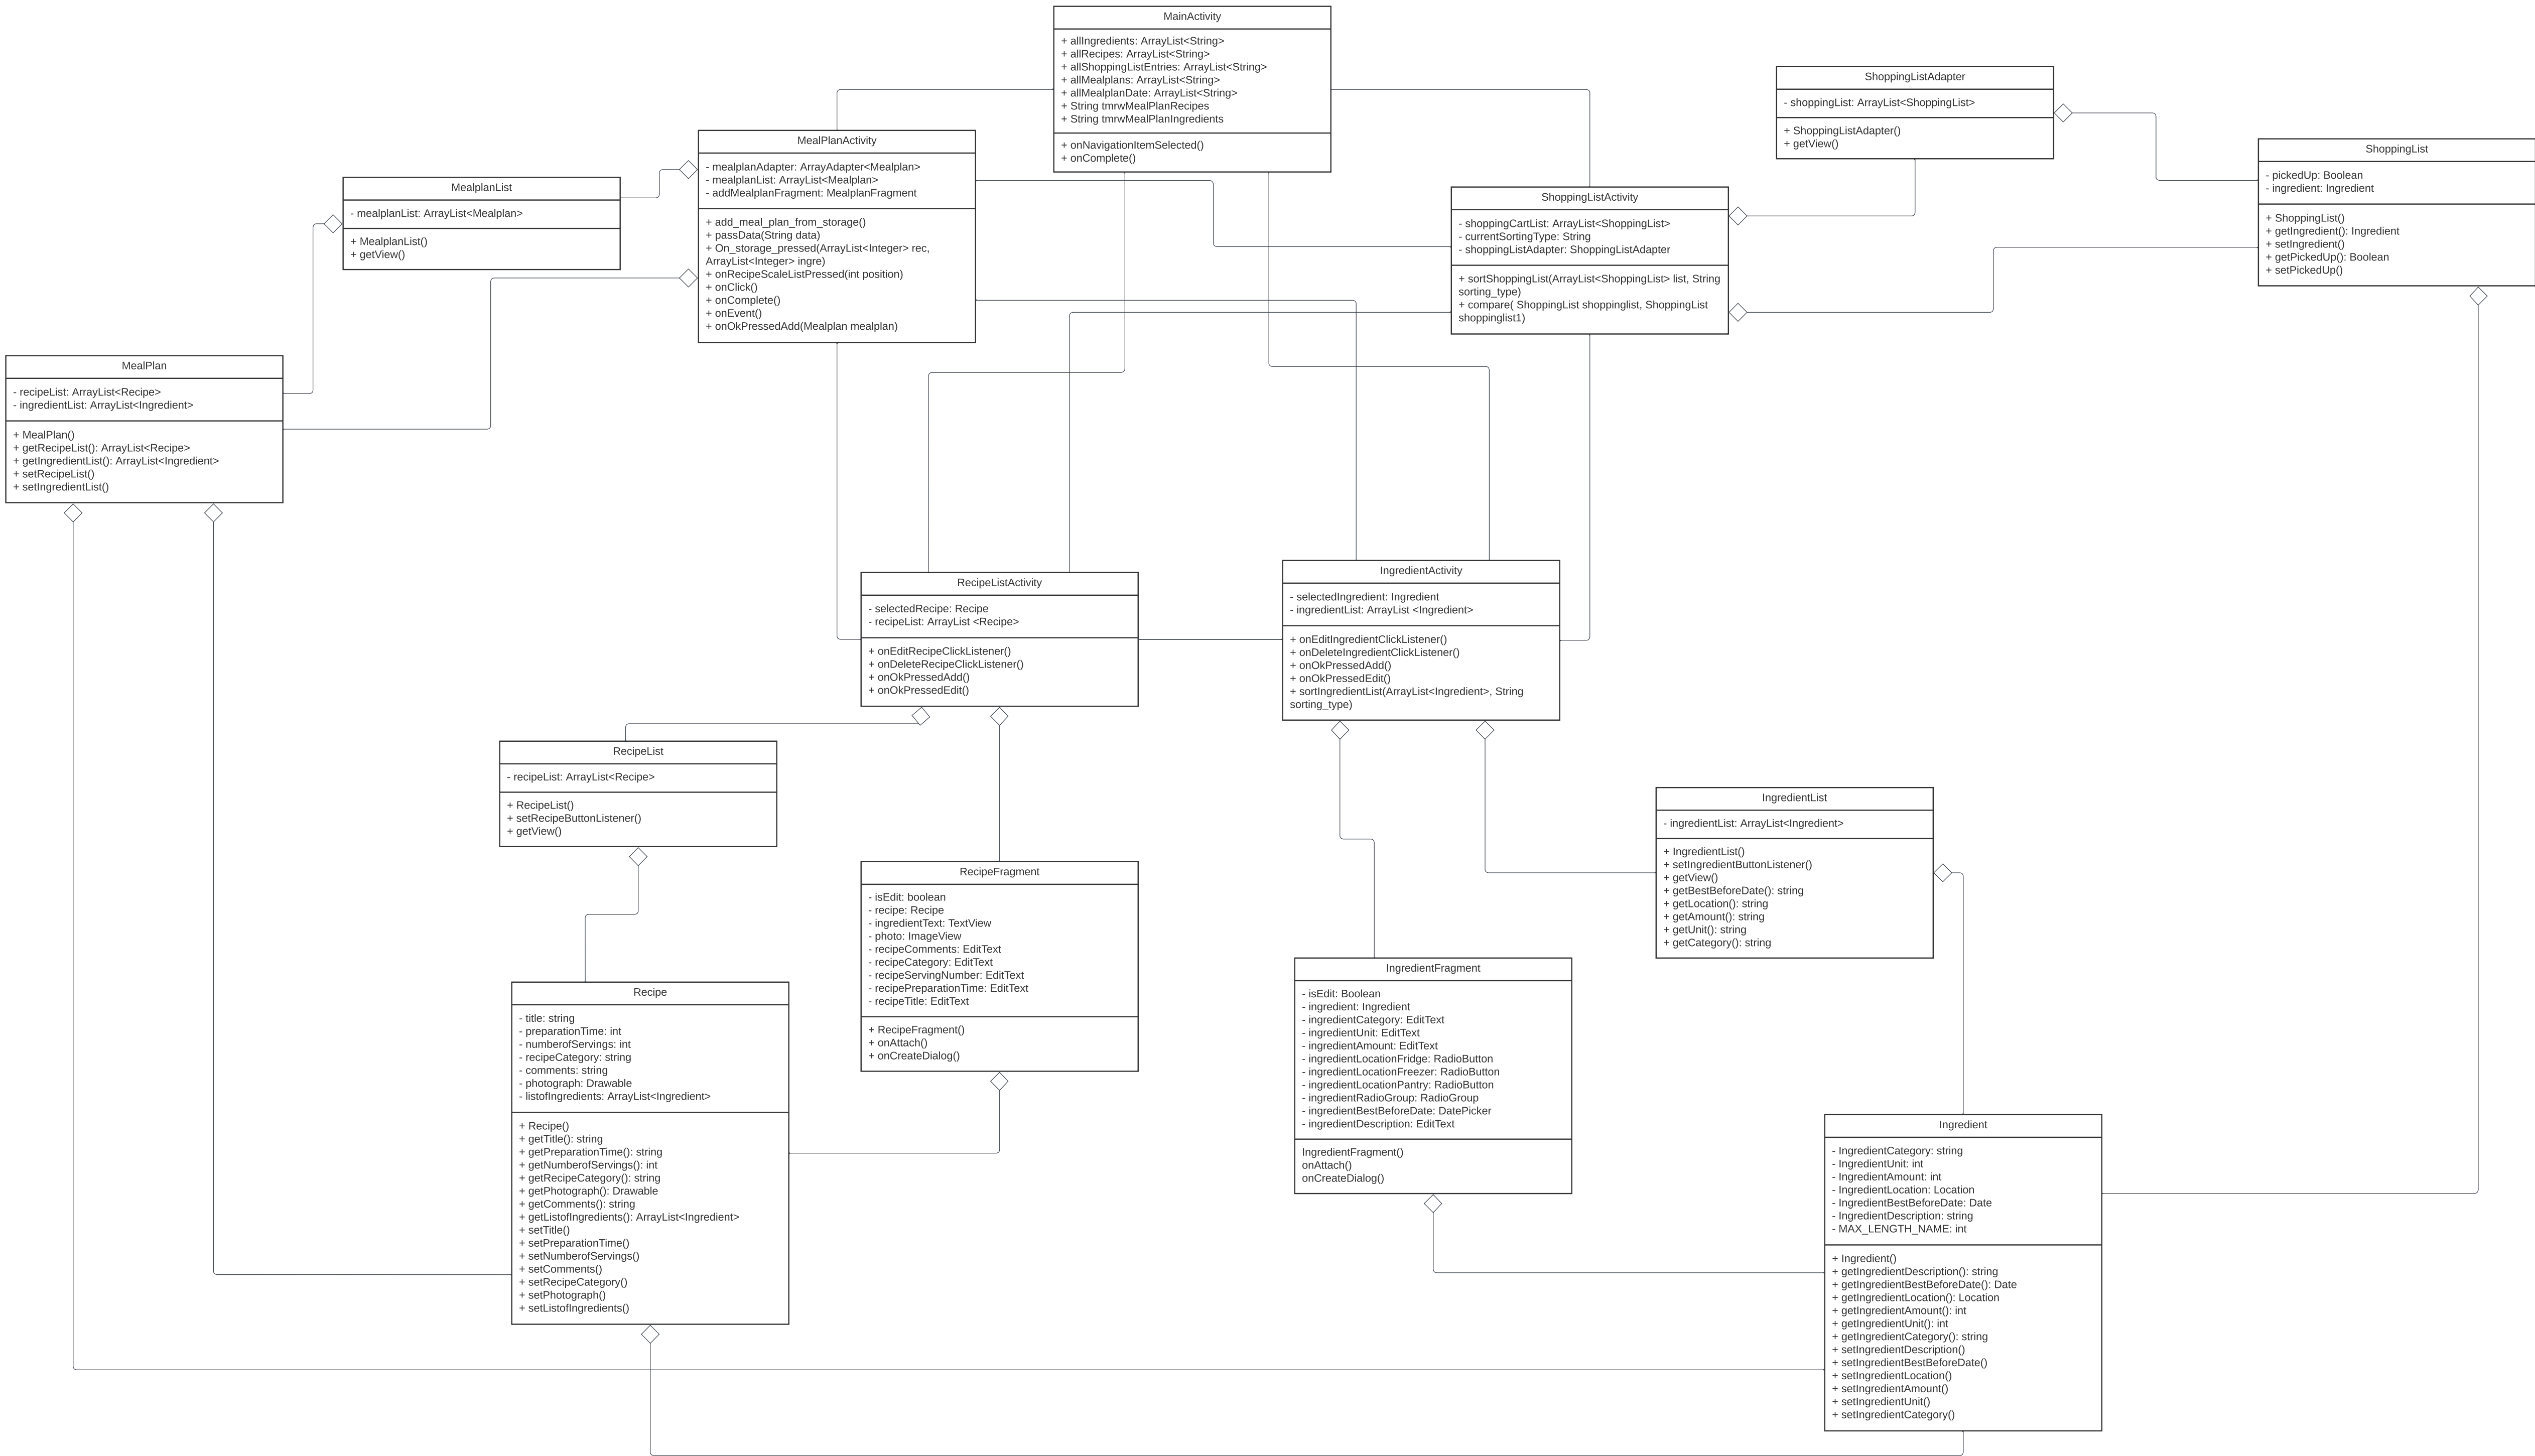 MainActivity
+ allIngredients: ArrayList<String>
+ allRecipes: ArrayList<String>
+ allShoppingListEntries: ArrayList<String>
+ allMealplans: ArrayList<String>
+ allMealplanDate: ArrayList<String>
+ String tmrwMealPlanRecipes
+ String tmrwMealPlanIngredients
+ onNavigationItemSelected()
+ onComplete()
ShoppingListAdapter
- shoppingList: ArrayList<ShoppingList>
+ ShoppingListAdapter()
+ getView()
MealPlanActivity
- mealplanAdapter: ArrayAdapter<Mealplan>
- mealplanList: ArrayList<Mealplan>
- addMealplanFragment: MealplanFragment
+ add_meal_plan_from_storage()
+ passData(String data)
+ On_storage_pressed(ArrayList<Integer> rec,
ArrayList<Integer> ingre)
+ onRecipeScaleListPressed(int position)
+ onClick()
+ onComplete()
+ onEvent()
+ onOkPressedAdd(Mealplan mealplan)
ShoppingList
- pickedUp: Boolean
- ingredient: Ingredient
+ ShoppingList()
+ getIngredient(): Ingredient
+ setIngredient()
+ getPickedUp(): Boolean
+ setPickedUp()
MealplanList
- mealplanList: ArrayList<Mealplan>
+ MealplanList()
+ getView()
ShoppingListActivity
- shoppingCartList: ArrayList<ShoppingList>
- currentSortingType: String
- shoppingListAdapter: ShoppingListAdapter
+ sortShoppingList(ArrayList<ShoppingList> list, String
sorting_type)
+ compare( ShoppingList shoppinglist, ShoppingList
shoppinglist1)
MealPlan
- recipeList: ArrayList<Recipe>
- ingredientList: ArrayList<Ingredient>
+ MealPlan()
+ getRecipeList(): ArrayList<Recipe>
+ getIngredientList(): ArrayList<Ingredient>
+ setRecipeList()
+ setIngredientList()
RecipeListActivity
- selectedRecipe: Recipe
- recipeList: ArrayList <Recipe>
+ onEditRecipeClickListener()
+ onDeleteRecipeClickListener()
+ onOkPressedAdd()
+ onOkPressedEdit()
IngredientActivity
- selectedIngredient: Ingredient
- ingredientList: ArrayList <Ingredient>
+ onEditIngredientClickListener()
+ onDeleteIngredientClickListener()
+ onOkPressedAdd()
+ onOkPressedEdit()
+ sortIngredientList(ArrayList<Ingredient>, String
sorting_type)
RecipeList
- recipeList: ArrayList<Recipe>
+ RecipeList()
+ setRecipeButtonListener()
+ getView()
IngredientList
- ingredientList: ArrayList<Ingredient>
+ IngredientList()
+ setIngredientButtonListener()
+ getView()
+ getBestBeforeDate(): string
+ getLocation(): string
+ getAmount(): string
+ getUnit(): string
+ getCategory(): string
RecipeFragment
- isEdit: boolean
- recipe: Recipe
- ingredientText: TextView
- photo: ImageView
- recipeComments: EditText
- recipeCategory: EditText
- recipeServingNumber: EditText
- recipePreparationTime: EditText
- recipeTitle: EditText
+ RecipeFragment()
+ onAttach()
+ onCreateDialog()
IngredientFragment
- isEdit: Boolean
- ingredient: Ingredient
- ingredientCategory: EditText
- ingredientUnit: EditText
- ingredientAmount: EditText
- ingredientLocationFridge: RadioButton
- ingredientLocationFreezer: RadioButton
- ingredientLocationPantry: RadioButton
- ingredientRadioGroup: RadioGroup
- ingredientBestBeforeDate: DatePicker
- ingredientDescription: EditText
IngredientFragment()
onAttach()
onCreateDialog()
Recipe
- title: string
- preparationTime: int
- numberofServings: int
- recipeCategory: string
- comments: string
- photograph: Drawable
- listofIngredients: ArrayList<Ingredient>
+ Recipe()
+ getTitle(): string
+ getPreparationTime(): string
+ getNumberofServings(): int
+ getRecipeCategory(): string
+ getPhotograph(): Drawable
+ getComments(): string
+ getListofIngredients(): ArrayList<Ingredient>
+ setTitle()
+ setPreparationTime()
+ setNumberofServings()
+ setComments()
+ setRecipeCategory()
+ setPhotograph()
+ setListofIngredients()
Ingredient
- IngredientCategory: string
- IngredientUnit: int
- IngredientAmount: int
- IngredientLocation: Location
- IngredientBestBeforeDate: Date
- IngredientDescription: string
- MAX_LENGTH_NAME: int
+ Ingredient()
+ getIngredientDescription(): string
+ getIngredientBestBeforeDate(): Date
+ getIngredientLocation(): Location
+ getIngredientAmount(): int
+ getIngredientUnit(): int
+ getIngredientCategory(): string
+ setIngredientDescription()
+ setIngredientBestBeforeDate()
+ setIngredientLocation()
+ setIngredientAmount()
+ setIngredientUnit()
+ setIngredientCategory()